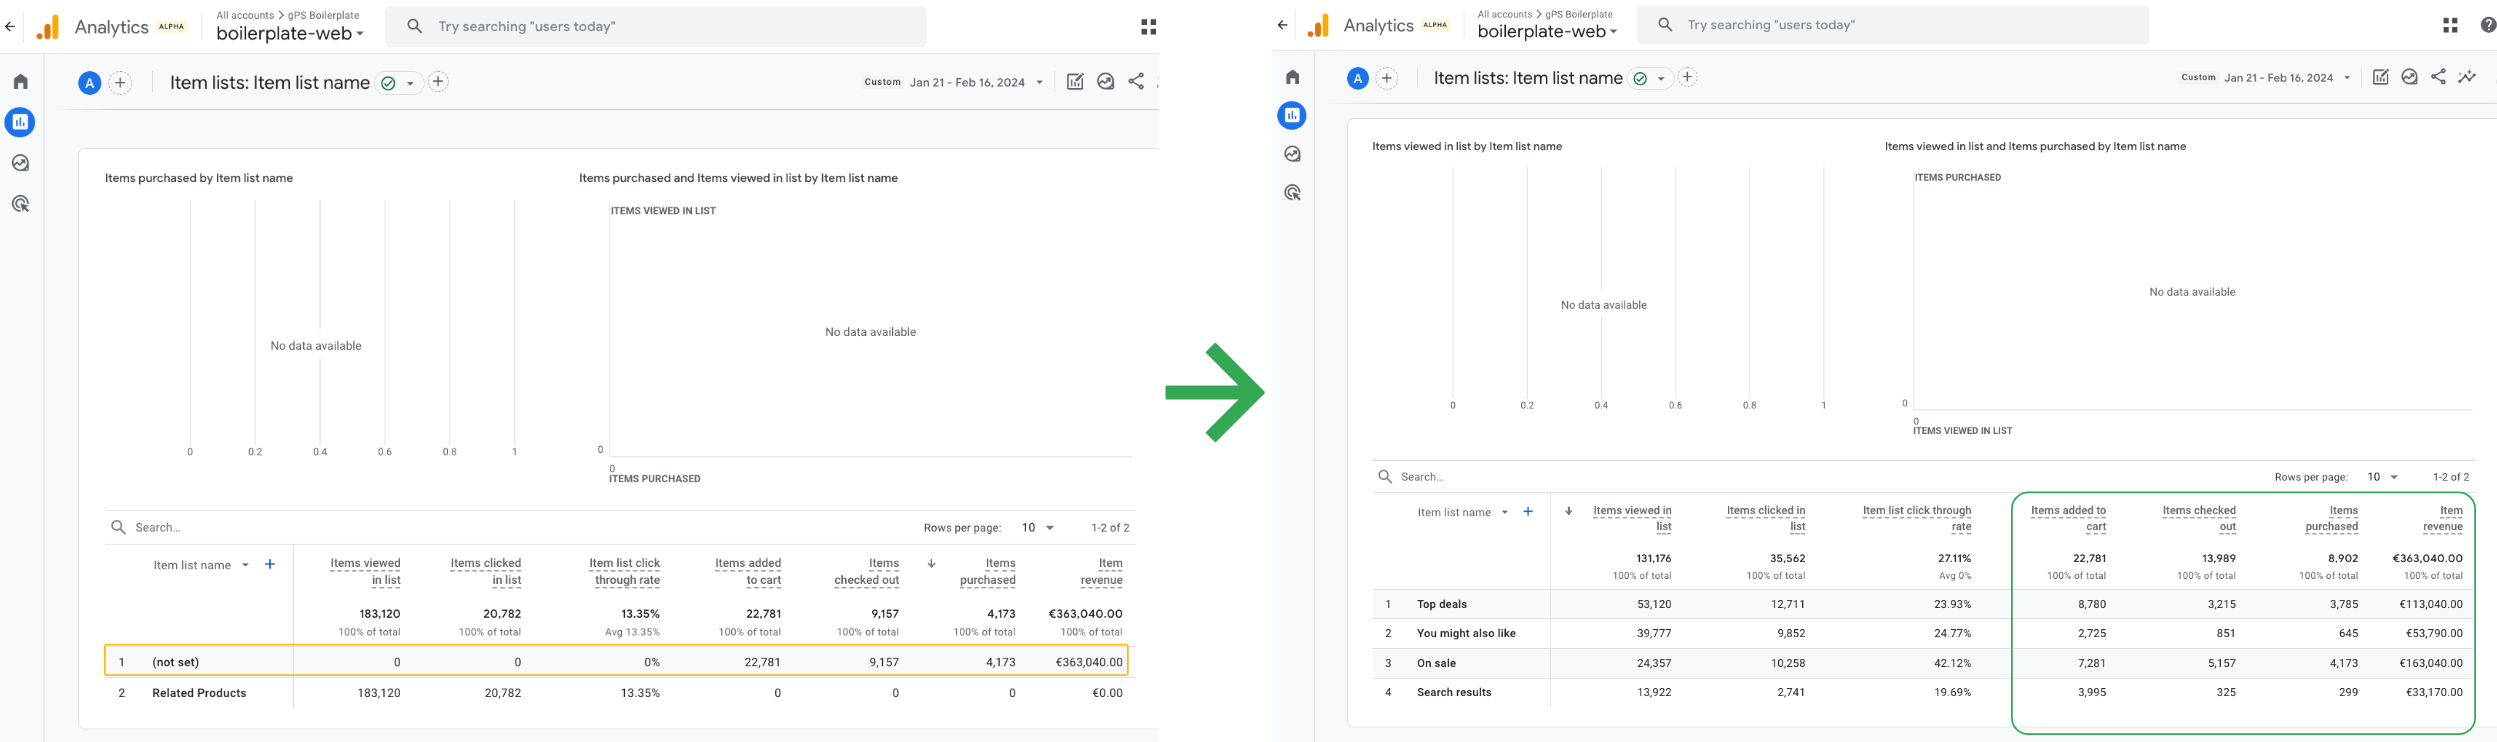 All accounts > gPS Boilerplate
Analytics ALPHA
boilerplate-web
Try searching "users today"
A
Item lists: Item list name
Custom Jan 21 - Feb 16, 2024
Items purchased by Item list name
Items purchased and Items viewed in list by Item list name
ITEMS VIEWED IN LIST
No data available
No data available
0 0.2 0.4 0.6 0.8 1
0
0
ITEMS PURCHASED
Search...
Rows per page: 10 1-2 of 2
Item list name + Items viewed in list Items clicked in list Item list click through rate Items added to cart Items checked out ↓ Items purchased Item revenue
183,120 20,782 13.35% 22,781 9,157 4,173 €363,040.00
100% of total 100% of total Avg 13.35% 100% of total 100% of total 100% of total 100% of total
1 (not set) 0 0 0% 22,781 9,157 4,173 €363,040.00
2 Related Products 183,120 20,782 13.35% 0 0 0 €0.00
All accounts > gPS Boilerplate
Analytics ALPHA
boilerplate-web
Try searching "users today"
A
Item lists: Item list name
Custom Jan 21 - Feb 16, 2024
Items viewed in list by Item list name
Items viewed in list and Items purchased by Item list name
ITEMS PURCHASED
No data available
No data available
0 0.2 0.4 0.6 0.8 1
0
0
ITEMS VIEWED IN LIST
Search...
Rows per page: 10 1-2 of 2
Item list name + ↓ Items viewed in list Items clicked in list Item list click through rate Items added to cart Items checked out Items purchased Item revenue
131,176 35,562 27.11% 22,781 13,989 8,902 €363,040.00
100% of total 100% of total Avg 0% 100% of total 100% of total 100% of total 100% of total
1 Top deals 53,120 12,711 23.93% 8,780 3,215 3,785 €113,040.00
2 You might also like 39,777 9,852 24.77% 2,725 851 645 €53,790.00
3 On sale 24,357 10,258 42.12% 7,281 5,157 4,173 €163,040.00
4 Search results 13,922 2,741 19.69% 3,995 325 299 €33,170.00